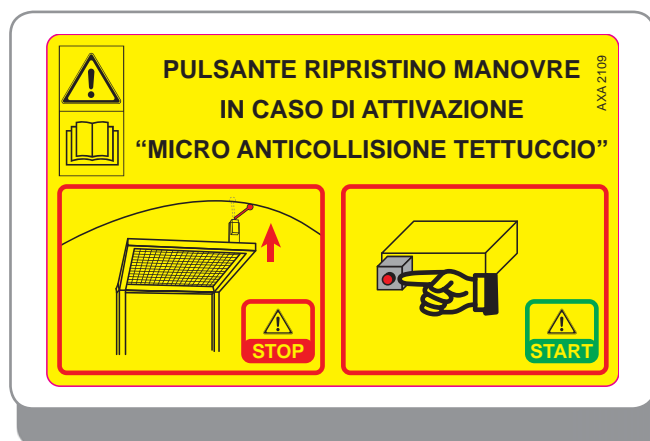 PULSANTE RIPRISTINO MANOVRE
IN CASO DI ATTIVAZIONE
“MICRO ANTICOLLISIONE TETTUCCIO”
AXA 2109
STOP
START